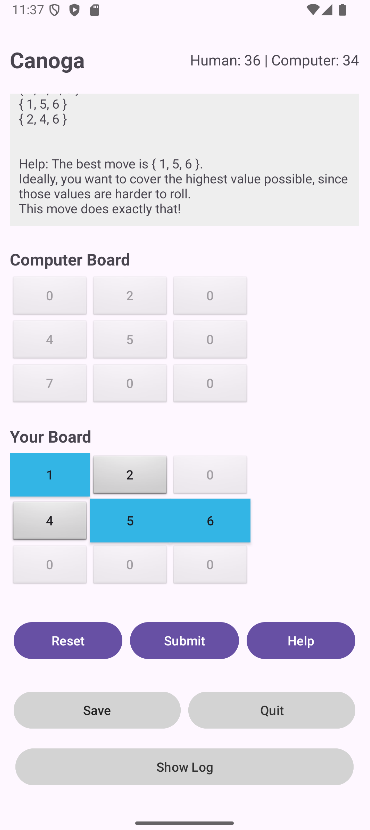 11:37
Canoga
Human: 36 | Computer: 34
{ 1, 5, 6 }
{ 2, 4, 6 }
Help: The best move is { 1, 5, 6 }.
Ideally, you want to cover the highest value possible, since
those values are harder to roll.
This move does exactly that!
Computer Board
0 2 0
4 5 0
7 0 0
Your Board
1 2 0
4 5 6
0 0 0
Reset Submit Help
Save Quit
Show Log